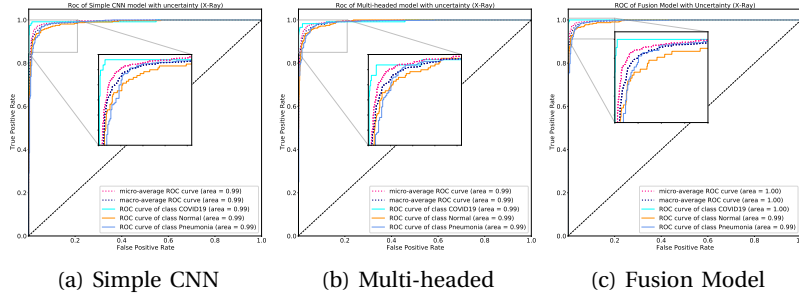 Roc of Simple CNN model with uncertainty (X-Ray)
True Positive Rate
1.0
0.8
0.6
0.4
0.2
0.0
micro-average ROC curve (area = 0.99)
macro-average ROC curve (area = 0.99)
ROC curve of class COVID19 (area = 0.99)
ROC curve of class Normal (area = 0.99)
ROC curve of class Pneumonia (area = 0.99)
0.0 0.2 0.4 0.6 0.8 1.0
False Positive Rate
(a) Simple CNN
Roc of Multi-headed model with uncertainty (X-Ray)
True Positive Rate
1.0
0.8
0.6
0.4
0.2
0.0
micro-average ROC curve (area = 0.99)
macro-average ROC curve (area = 0.99)
ROC curve of class COVID19 (area = 0.99)
ROC curve of class Normal (area = 0.99)
ROC curve of class Pneumonia (area = 0.99)
0.0 0.2 0.4 0.6 0.8 1.0
False Positive Rate
(b) Multi-headed
ROC of Fusion Model with Uncertainty (X-Ray)
True Positive Rate
1.0
0.8
0.6
0.4
0.2
0.0
micro-average ROC curve (area = 1.00)
macro-average ROC curve (area = 1.00)
ROC curve of class COVID19 (area = 1.00)
ROC curve of class Normal (area = 0.99)
ROC curve of class Pneumonia (area = 0.99)
0.0 0.2 0.4 0.6 0.8 1.0
False Positive Rate
(c) Fusion Model